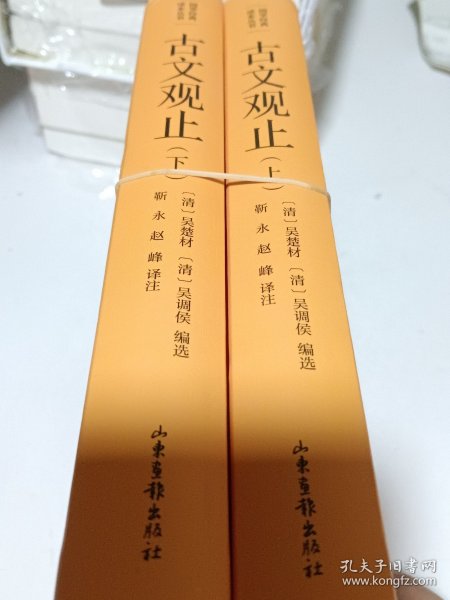 古文观止（下）
〔清〕吴楚材 〔清〕吴调侯 编选
靳永 赵峰 译注
山东画报出版社
古文观止（上）
〔清〕吴楚材 〔清〕吴调侯 编选
靳永 赵峰 译注
山东画报出版社
孔夫子旧书网
www.kongfz.com